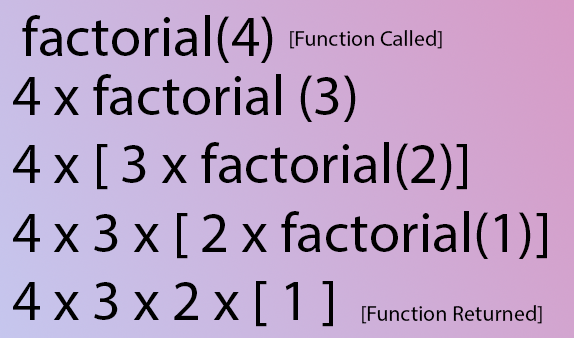 factorial(4) [Function Called]
4 x factorial (3)
4 x [ 3 x factorial(2)]
4 x 3 x [ 2 x factorial(1)]
4 x 3 x 2 x [ 1 ] [Function Returned]